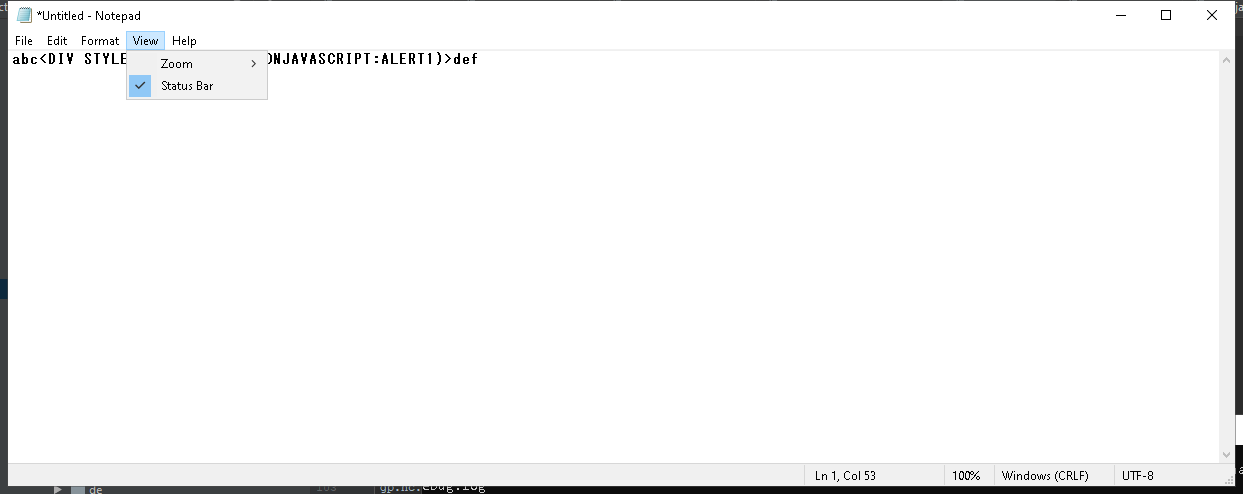 *Untitled - Notepad
File Edit Format View Help
abc<DIV STYLE ONJAVASCRIPT:ALERT1)>def
Zoom
Status Bar
Ln 1, Col 53 100% Windows (CRLF) UTF-8
de